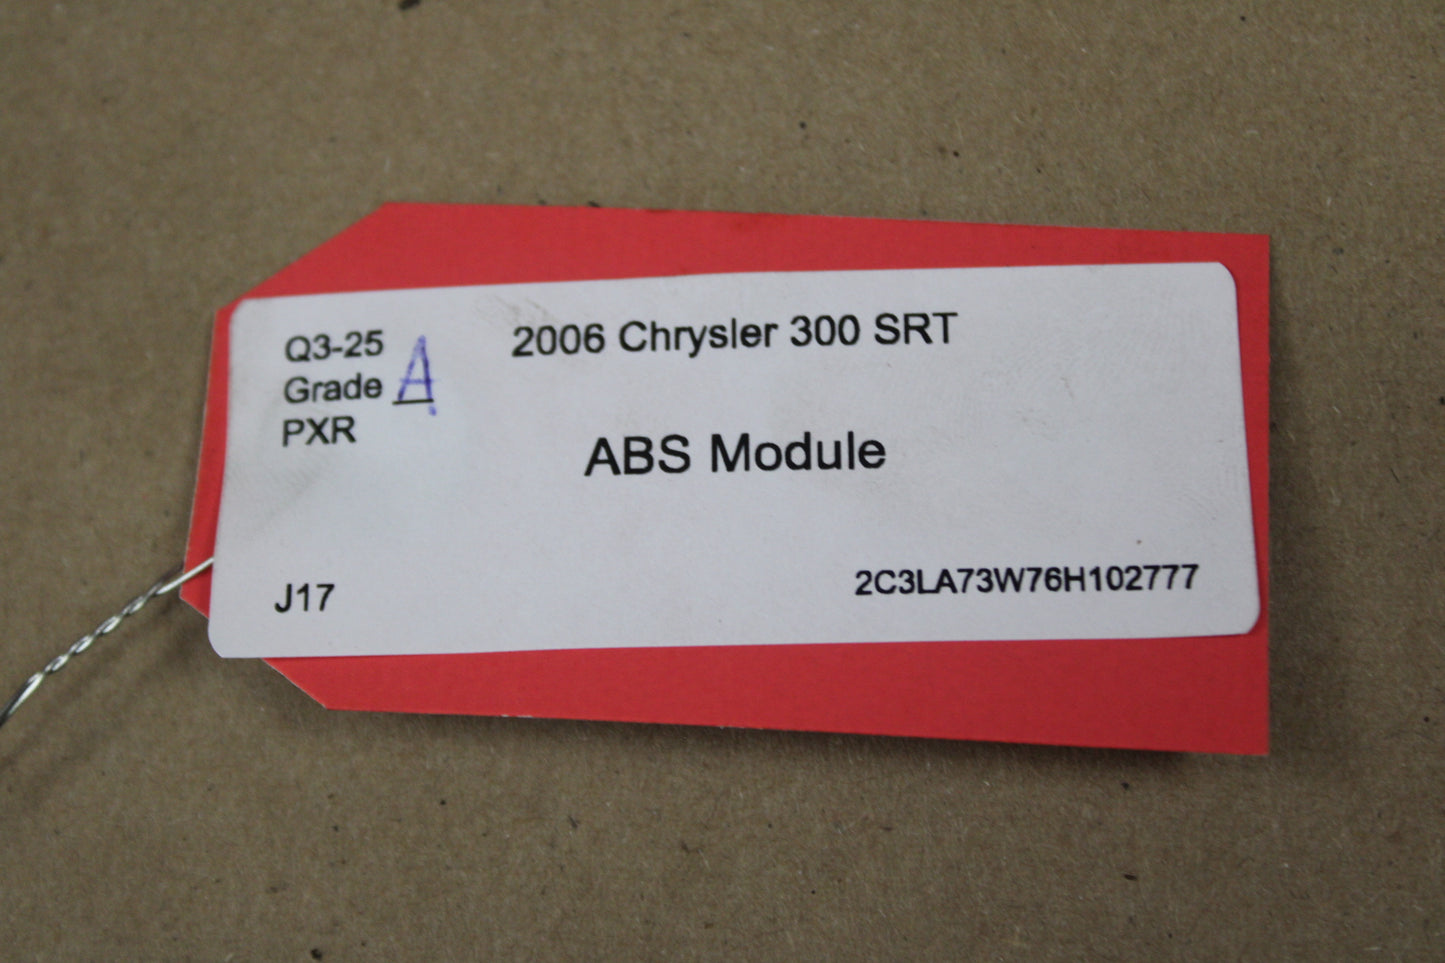 Q3-25
Grade A
PXR
2006 Chrysler 300 SRT
ABS Module
J17
2C3LA73W76H102777